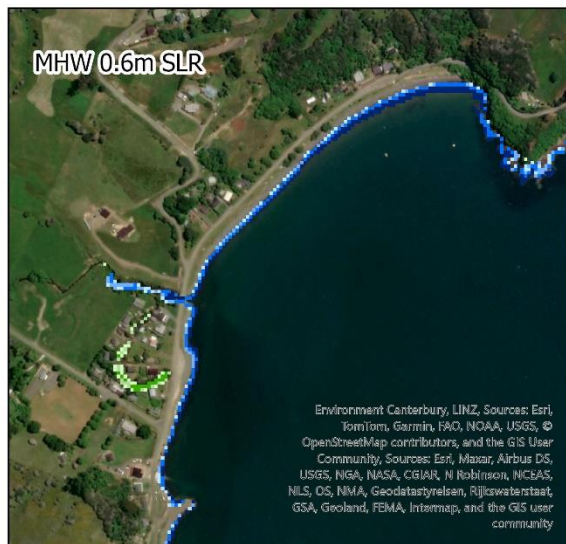 MHW 0.6m SLR
Environment Canterbury, LINZ, Sources: Esri,
TomTom, Garmin, FAO, NOAA, USGS, ©
OpenStreetMap contributors, and the GIS User
Community, Sources: Esri, Maxar, Airbus DS,
USGS, NGA, NASA, CGIAR, N Robinson, NCEAS,
NLS, OS, NMA, Geodatastyrelsen, Rijkswaterstaat,
GSA, Geoland, FEMA, Intermap, and the GIS user
community